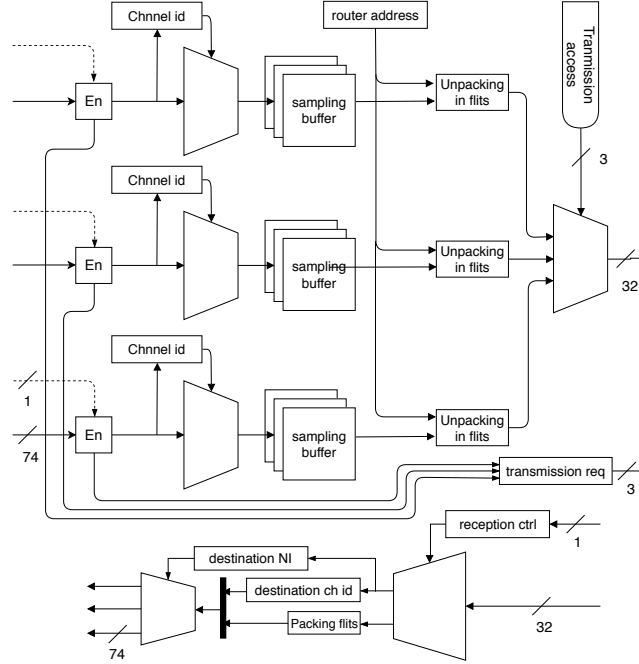 Chnnel id
router address
Tranmission
access
En
sampling
buffer
Unpacking
in flits
3
Chnnel id
En
sampling
buffer
Unpacking
in flits
32
Chnnel id
1
En
74
sampling
buffer
Unpacking
in flits
transmission req
3
reception ctrl
1
destination NI
destination ch id
Packing flits
32
74